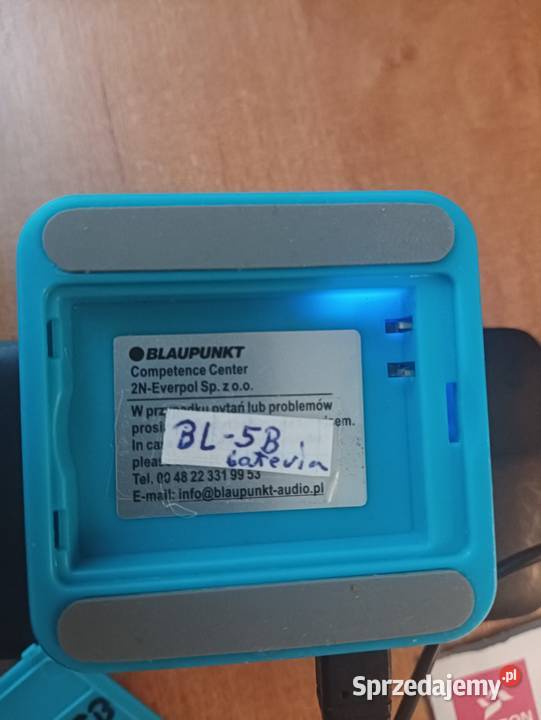 BLAUPUNKT
Competence Center
2N-Everpol Sp. z o.o.
W pytań lub problemów
In
BL-5B
bateria
Tel. 00 48 22 331 99 53
E-mail: info@blaupunkt-audio.pl
Sprzedajemy.pl